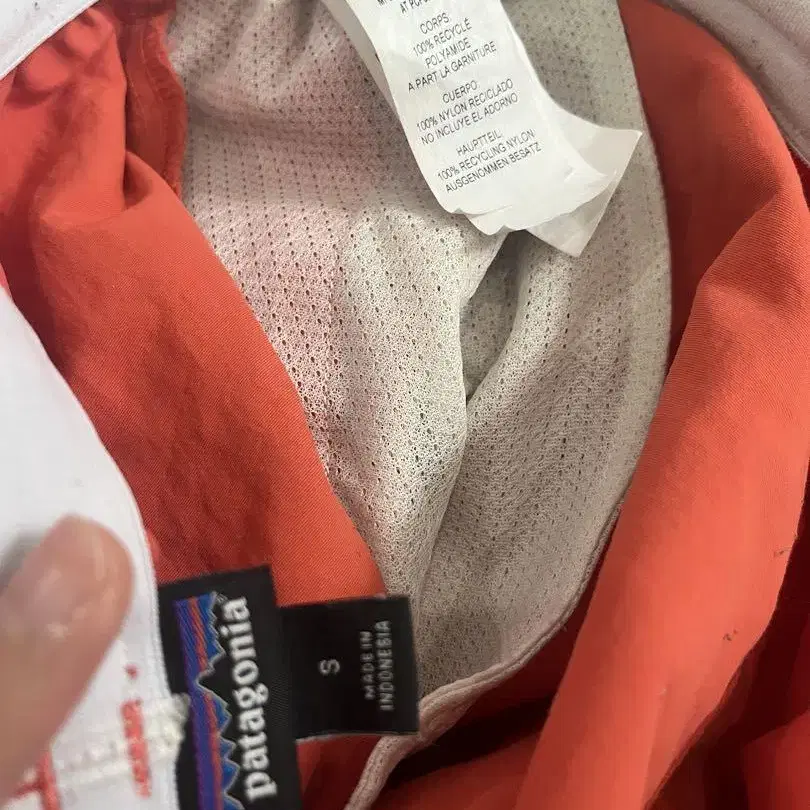 CORPS:
100% RECYCLÉ
POLYAMIDE
A PART LA GARNITURE
CUERPO:
100% NYLON RECICLADO
NO INCLUYE EL ADORNO
HAUPTTEIL:
100% RECYCLING NYLON
AUSGENOMMEN BESATZ
patagonia
S
MADE IN
INDONESIA